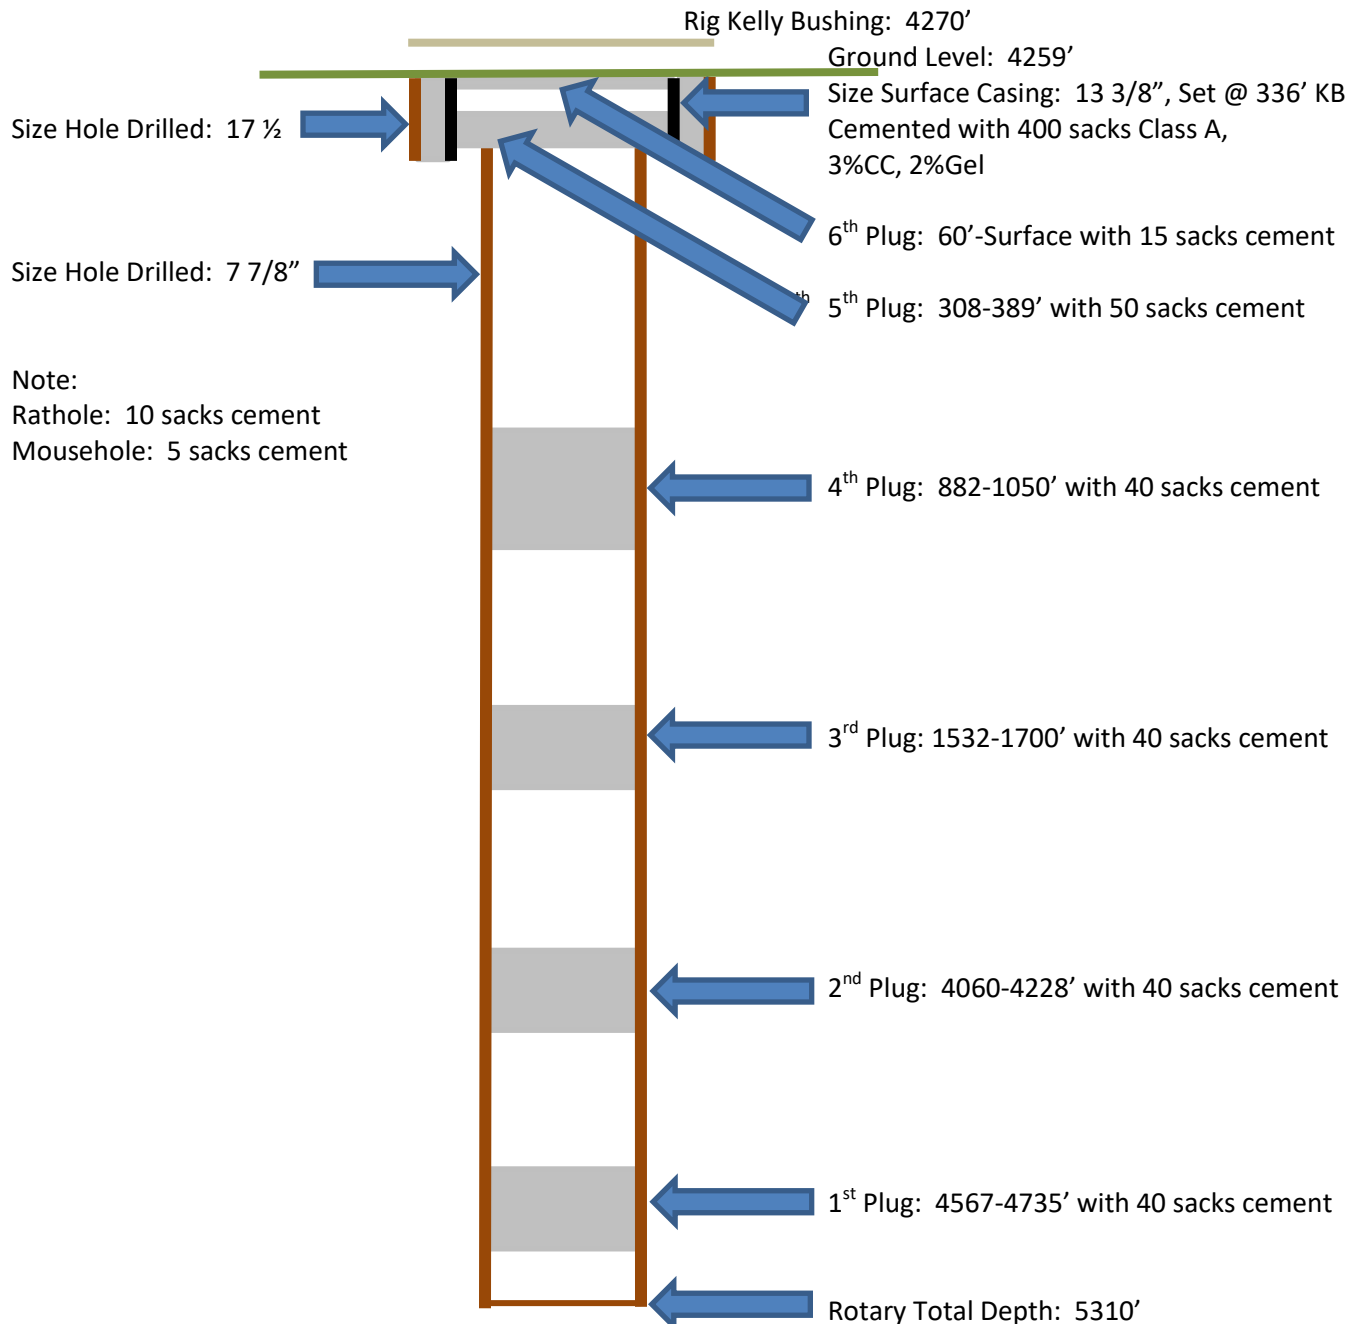 Rig Kelly Bushing: 4270’
Ground Level: 4259’
Size Surface Casing: 13 3/8”, Set @ 336’ KB
Cemented with 400 sacks Class A,
3%CC, 2%Gel
Size Hole Drilled: 17 ½
6th Plug: 60’-Surface with 15 sacks cement
Size Hole Drilled: 7 7/8”
th
5th Plug: 308-389’ with 50 sacks cement
Note:
Rathole: 10 sacks cement
Mousehole: 5 sacks cement
4th Plug: 882-1050’ with 40 sacks cement
3rd Plug: 1532-1700’ with 40 sacks cement
2nd Plug: 4060-4228’ with 40 sacks cement
1st Plug: 4567-4735’ with 40 sacks cement
Rotary Total Depth: 5310’